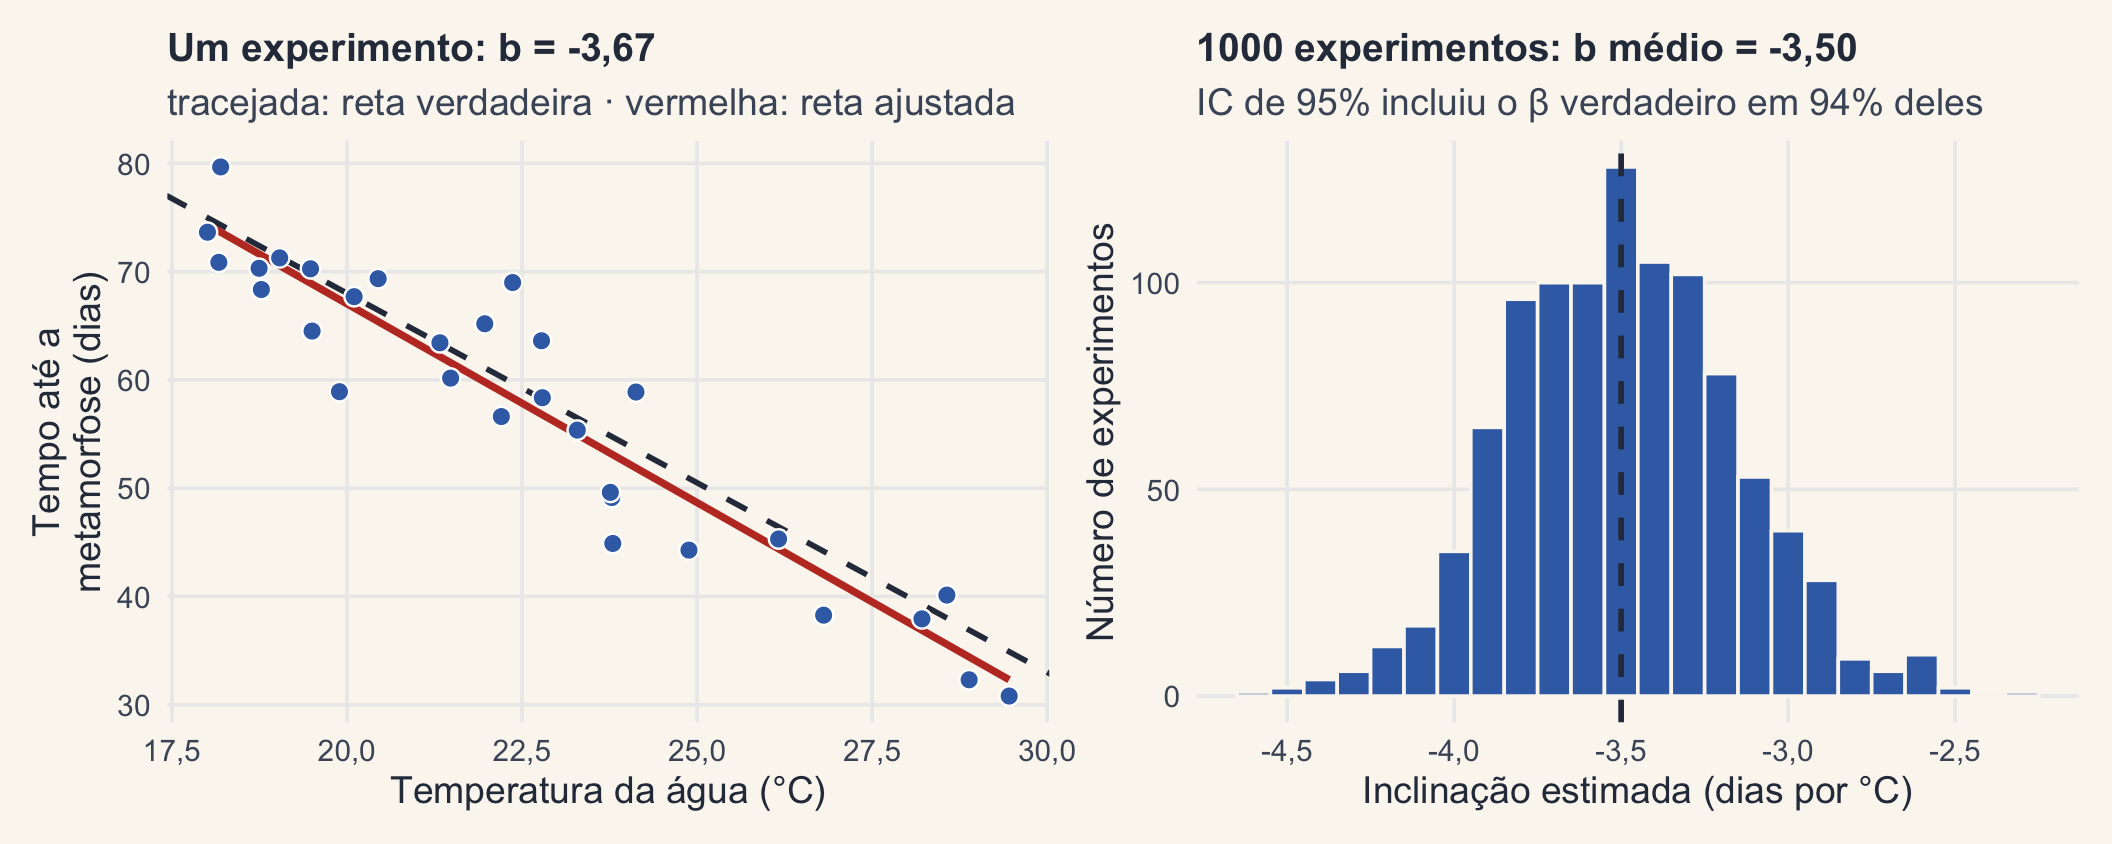 Um experimento: b = -3,67
tracejada: reta verdadeira · vermelha: reta ajustada
80
70
60
50
40
30
Tempo até a
metamorfose (dias)
17,5 20,0 22,5 25,0 27,5 30,0
Temperatura da água (°C)
1000 experimentos: b médio = -3,50
IC de 95% incluiu o β verdadeiro em 94% deles
100
50
0
Número de experimentos
-4,5 -4,0 -3,5 -3,0 -2,5
Inclinação estimada (dias por °C)